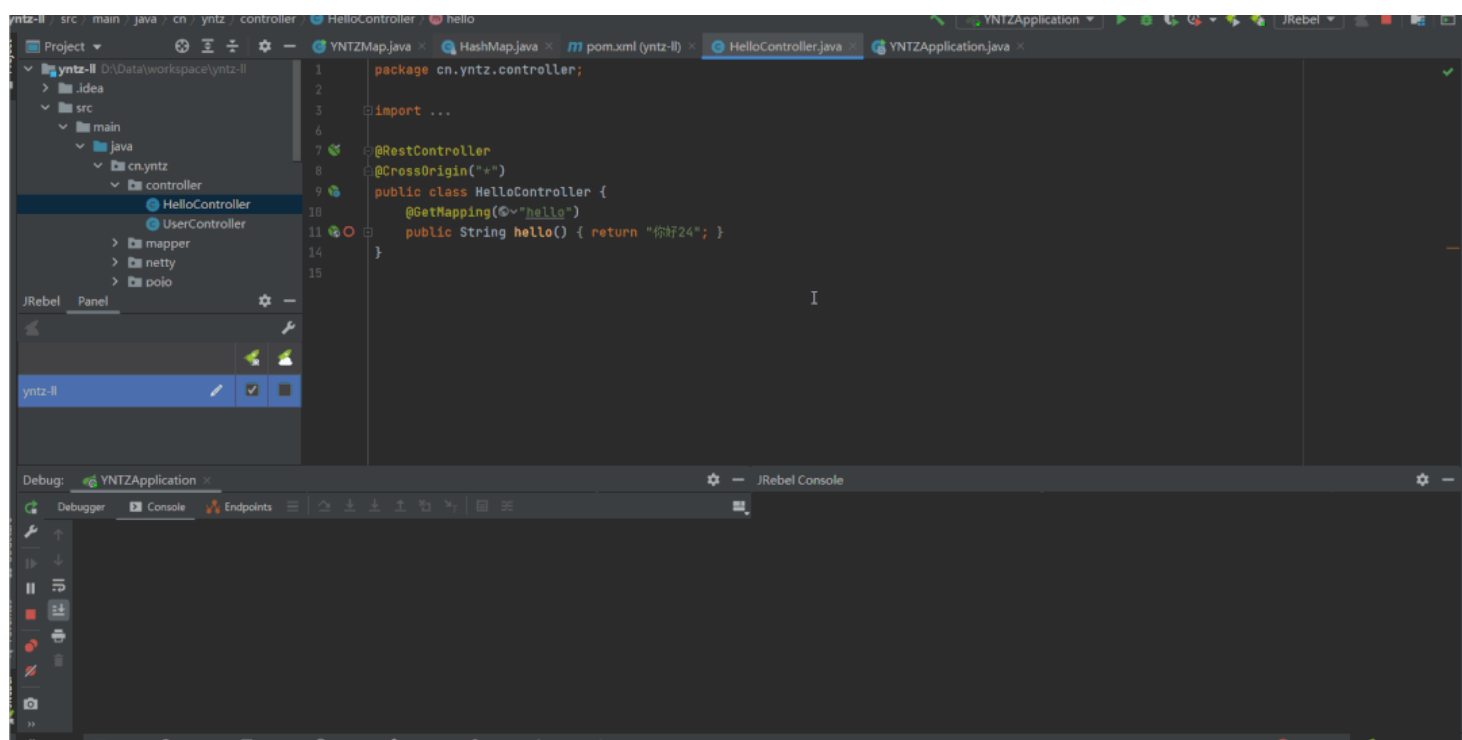 ntz-ll src main java cn yntz controller HelloController hello YNTZApplication JRebel
Project YNTZMap.java HashMap.java pom.xml (yntz-ll) HelloController.java YNTZApplication.java
yntz-ll D:\Data\workspace\yntz-ll
.idea
src
main
java
cn.yntz
controller
HelloController
UserController
mapper
netty
pojo
1 package cn.yntz.controller;
2
3 import ...
6
7 @RestController
8 @CrossOrigin("*")
9 public class HelloController {
10 @GetMapping("hello")
11 public String hello() { return "你好24"; }
14 }
15
JRebel Panel
yntz-ll
Debug: YNTZApplication JRebel Console
Debugger Console Endpoints